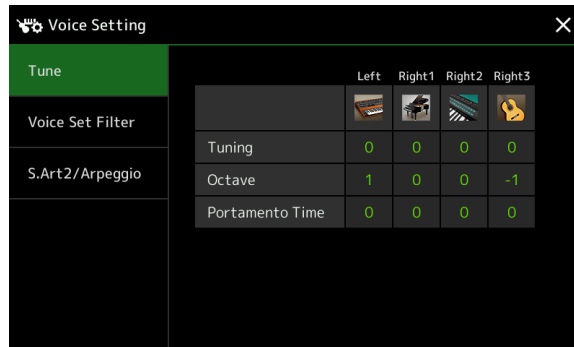 Voice Setting
Tune
Voice Set Filter
S.Art2/Arpeggio
Left Right1 Right2 Right3
Tuning 0 0 0 0
Octave 1 0 0 -1
Portamento Time 0 0 0 0